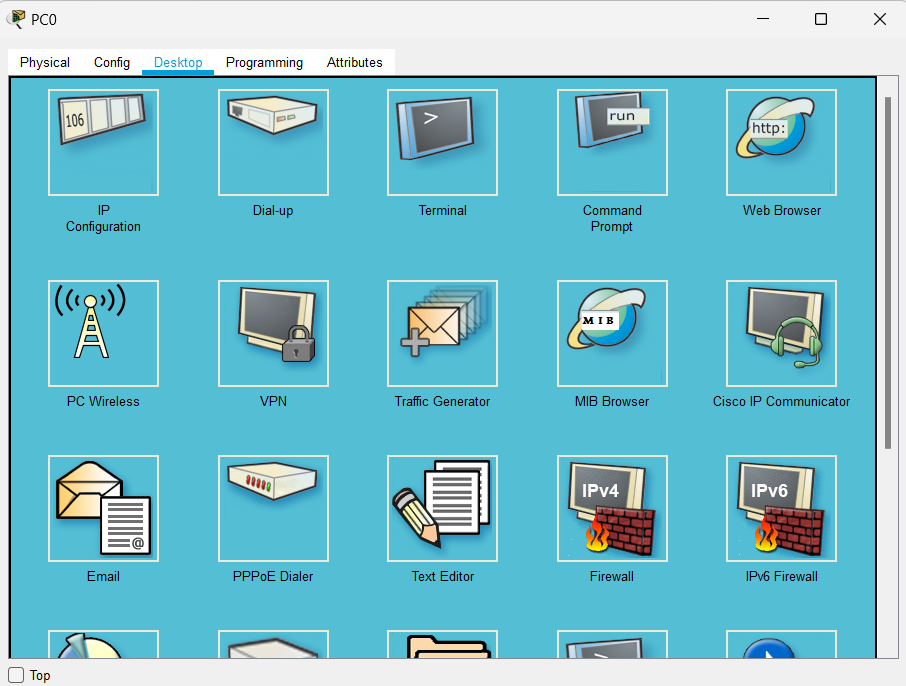 PC0
Physical Config Desktop Programming Attributes
106
>
run
http:
IP
Configuration
Dial-up
Terminal
Command
Prompt
Web Browser
MIB
PC Wireless
VPN
Traffic Generator
MIB Browser
Cisco IP Communicator
@
IPv4
IPv6
Email
PPPoE Dialer
Text Editor
Firewall
IPv6 Firewall
>
Top